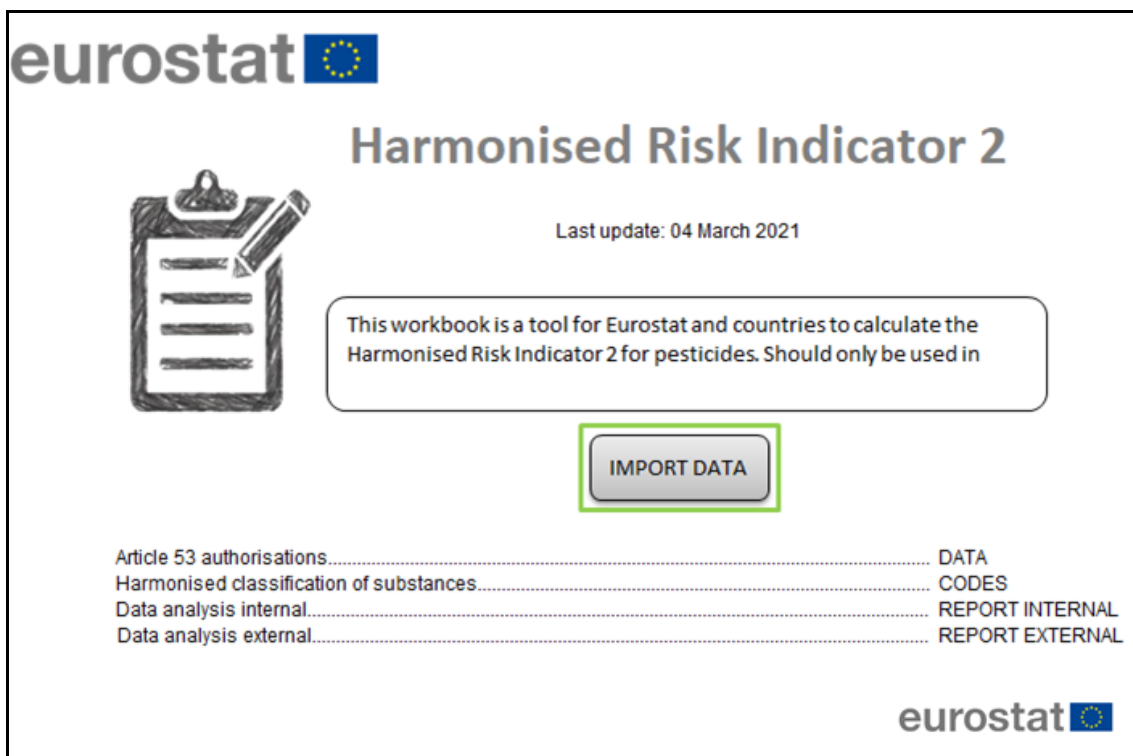 eurostat
Harmonised Risk Indicator 2
Last update: 04 March 2021
This workbook is a tool for Eurostat and countries to calculate the
Harmonised Risk Indicator 2 for pesticides. Should only be used in
IMPORT DATA
Article 53 authorisations.......................................................................................................... DATA
Harmonised classification of substances................................................................................ CODES
Data analysis internal.............................................................................................................. REPORT INTERNAL
Data analysis external............................................................................................................. REPORT EXTERNAL
eurostat